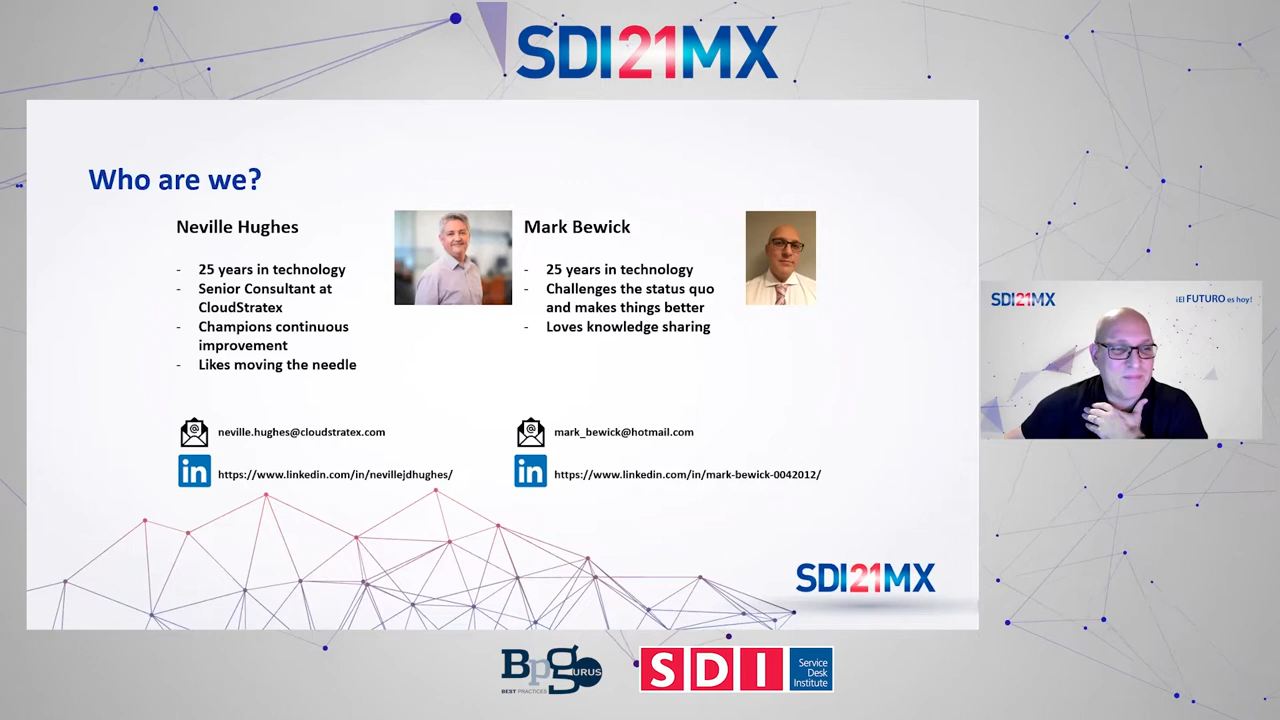 SDI21MX
Who are we?
Neville Hughes
- 25 years in technology
- Senior Consultant at
CloudStratex
- Champions continuous
improvement
- Likes moving the needle
neville.hughes@cloudstratex.com
in https://www.linkedin.com/in/nevillejdhughes/
Mark Bewick
- 25 years in technology
- Challenges the status quo
and makes things better
- Loves knowledge sharing
mark_bewick@hotmail.com
in https://www.linkedin.com/in/mark-bewick-0042012/
SDI21MX
SDI21MX
¡El FUTURO es hoy!
BpGURUS
BEST PRACTICES
SDI
Service
Desk
Institute